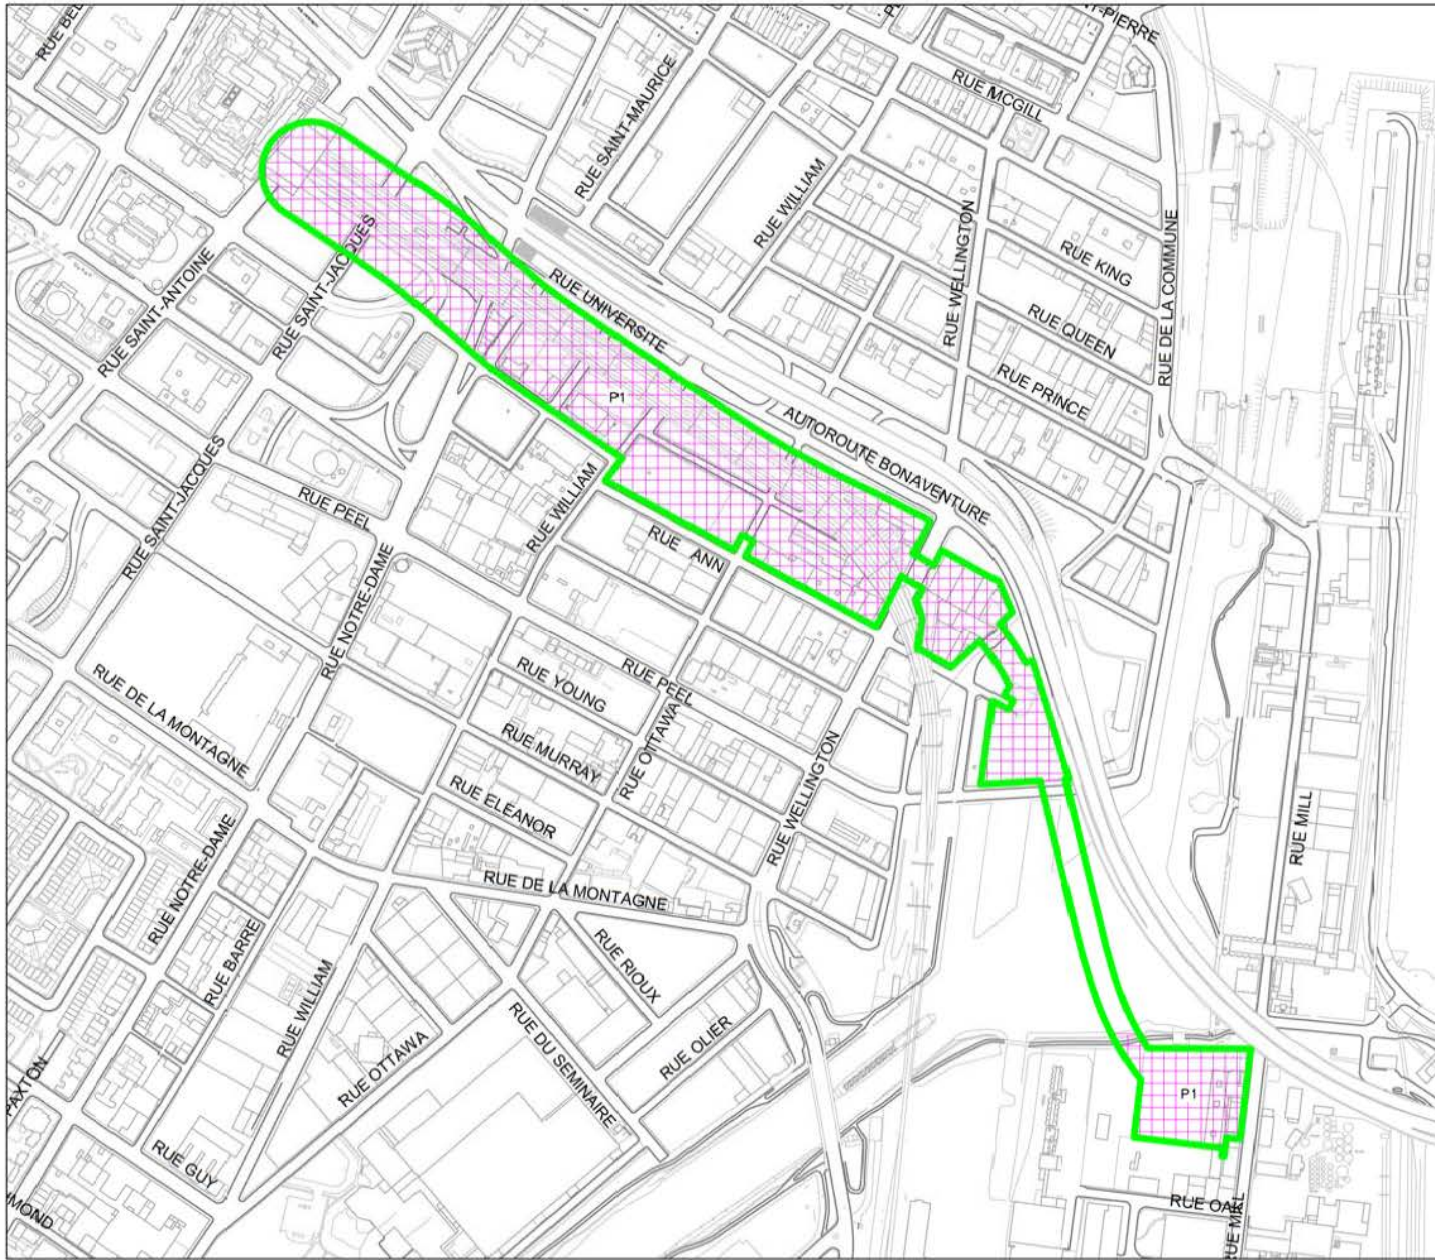 RUE BEL
-PIERRE
RUE MCGILL
RUE SAINT-MAURICE
RUE WILLIAM
RUE SAINT-JACQUES
RUE SAINT-ANTOINE
RUE WELLINGTON
RUE KING
RUE DE LA COMMUNE
RUE UNIVERSITE
RUE QUEEN
RUE PRINCE
P1
AUTOROUTE BONAVENTURE
RUE SAINT-JACQUES
RUE PEEL
RUE WILLIAM
RUE ANN
RUE NOTRE-DAME
RUE YOUNG
RUE PEEL
RUE DE LA MONTAGNE
RUE MURRAY
RUE OTTAWA
RUE ELEANOR
RUE WELLINGTON
RUE MILL
RUE NOTRE-DAME
RUE DE LA MONTAGNE
RUE BARRE
RUE RIOUX
RUE WILLIAM
RUE OTTAWA
RUE DU SEMINAIRE
RUE OLIER
PAXTON
P1
RUE GUY
HMOND
RUE OAK
RUE MILL